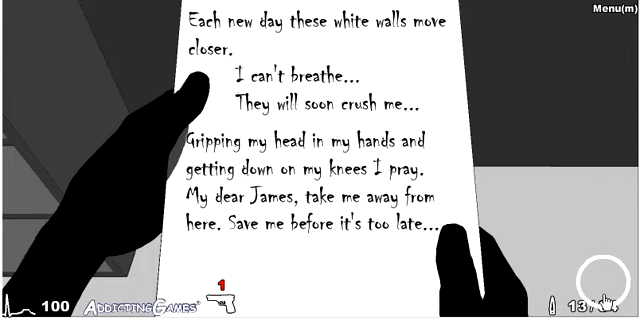 Menu(m)
Each new day these white walls move
closer.
I can't breathe...
They will soon crush me...
Gripping my head in my hands and
getting down on my knees I pray.
My dear James, take me away from
here. Save me before it's too late...
1
100
AddictingGames